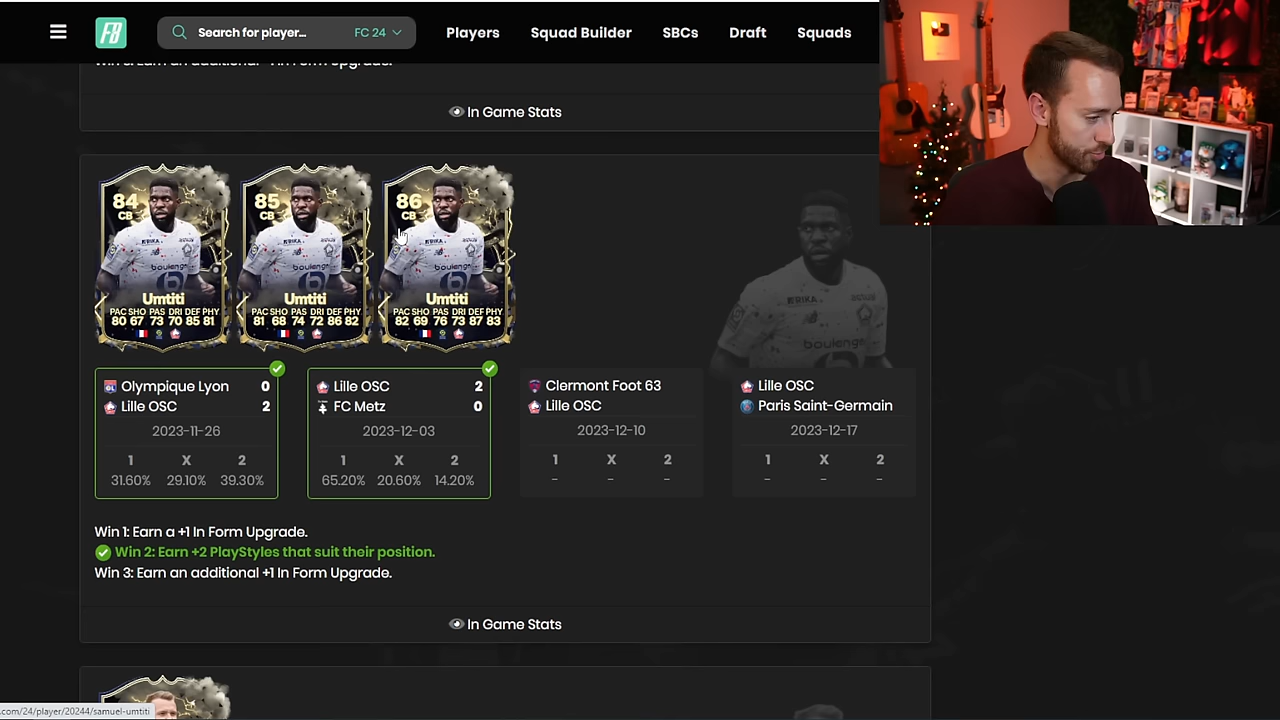 FB
Search for player...
FC 24
Players
Squad Builder
SBCs
Draft
Squads
In Game Stats
84
CB
85
CB
86
CB
Umtiti
Umtiti
Umtiti
PAC SHO PAS DRI DEF PHY
80 67 73 70 85 81
PAC SHO PAS DRI DEF PHY
81 68 74 72 86 82
PAC SHO PAS DRI DEF PHY
82 69 76 73 87 83
Olympique Lyon 0
Lille OSC 2
2023-11-26
1 X 2
31.60% 29.10% 39.30%
Lille OSC 2
FC Metz 0
2023-12-03
1 X 2
65.20% 20.60% 14.20%
Clermont Foot 63
Lille OSC
2023-12-10
1 X 2
- - -
Lille OSC
Paris Saint-Germain
2023-12-17
1 X 2
- - -
Win 1: Earn a +1 In Form Upgrade.
Win 2: Earn +2 PlayStyles that suit their position.
Win 3: Earn an additional +1 In Form Upgrade.
In Game Stats
.com/24/player/20244/samuel-umtiti